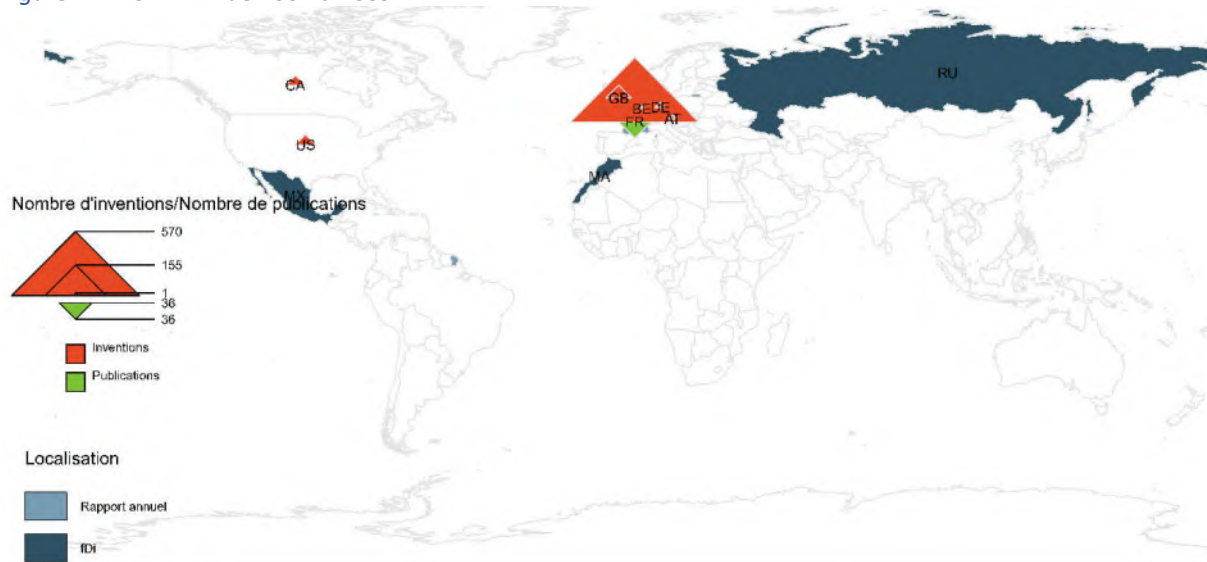 CA
US
MX
GB
BE
DE
FR
AT
MA
RU
Nombre d'inventions/Nombre de publications
570
155
1
36
36
Inventions
Publications
Localisation
Rapport annuel
fDi